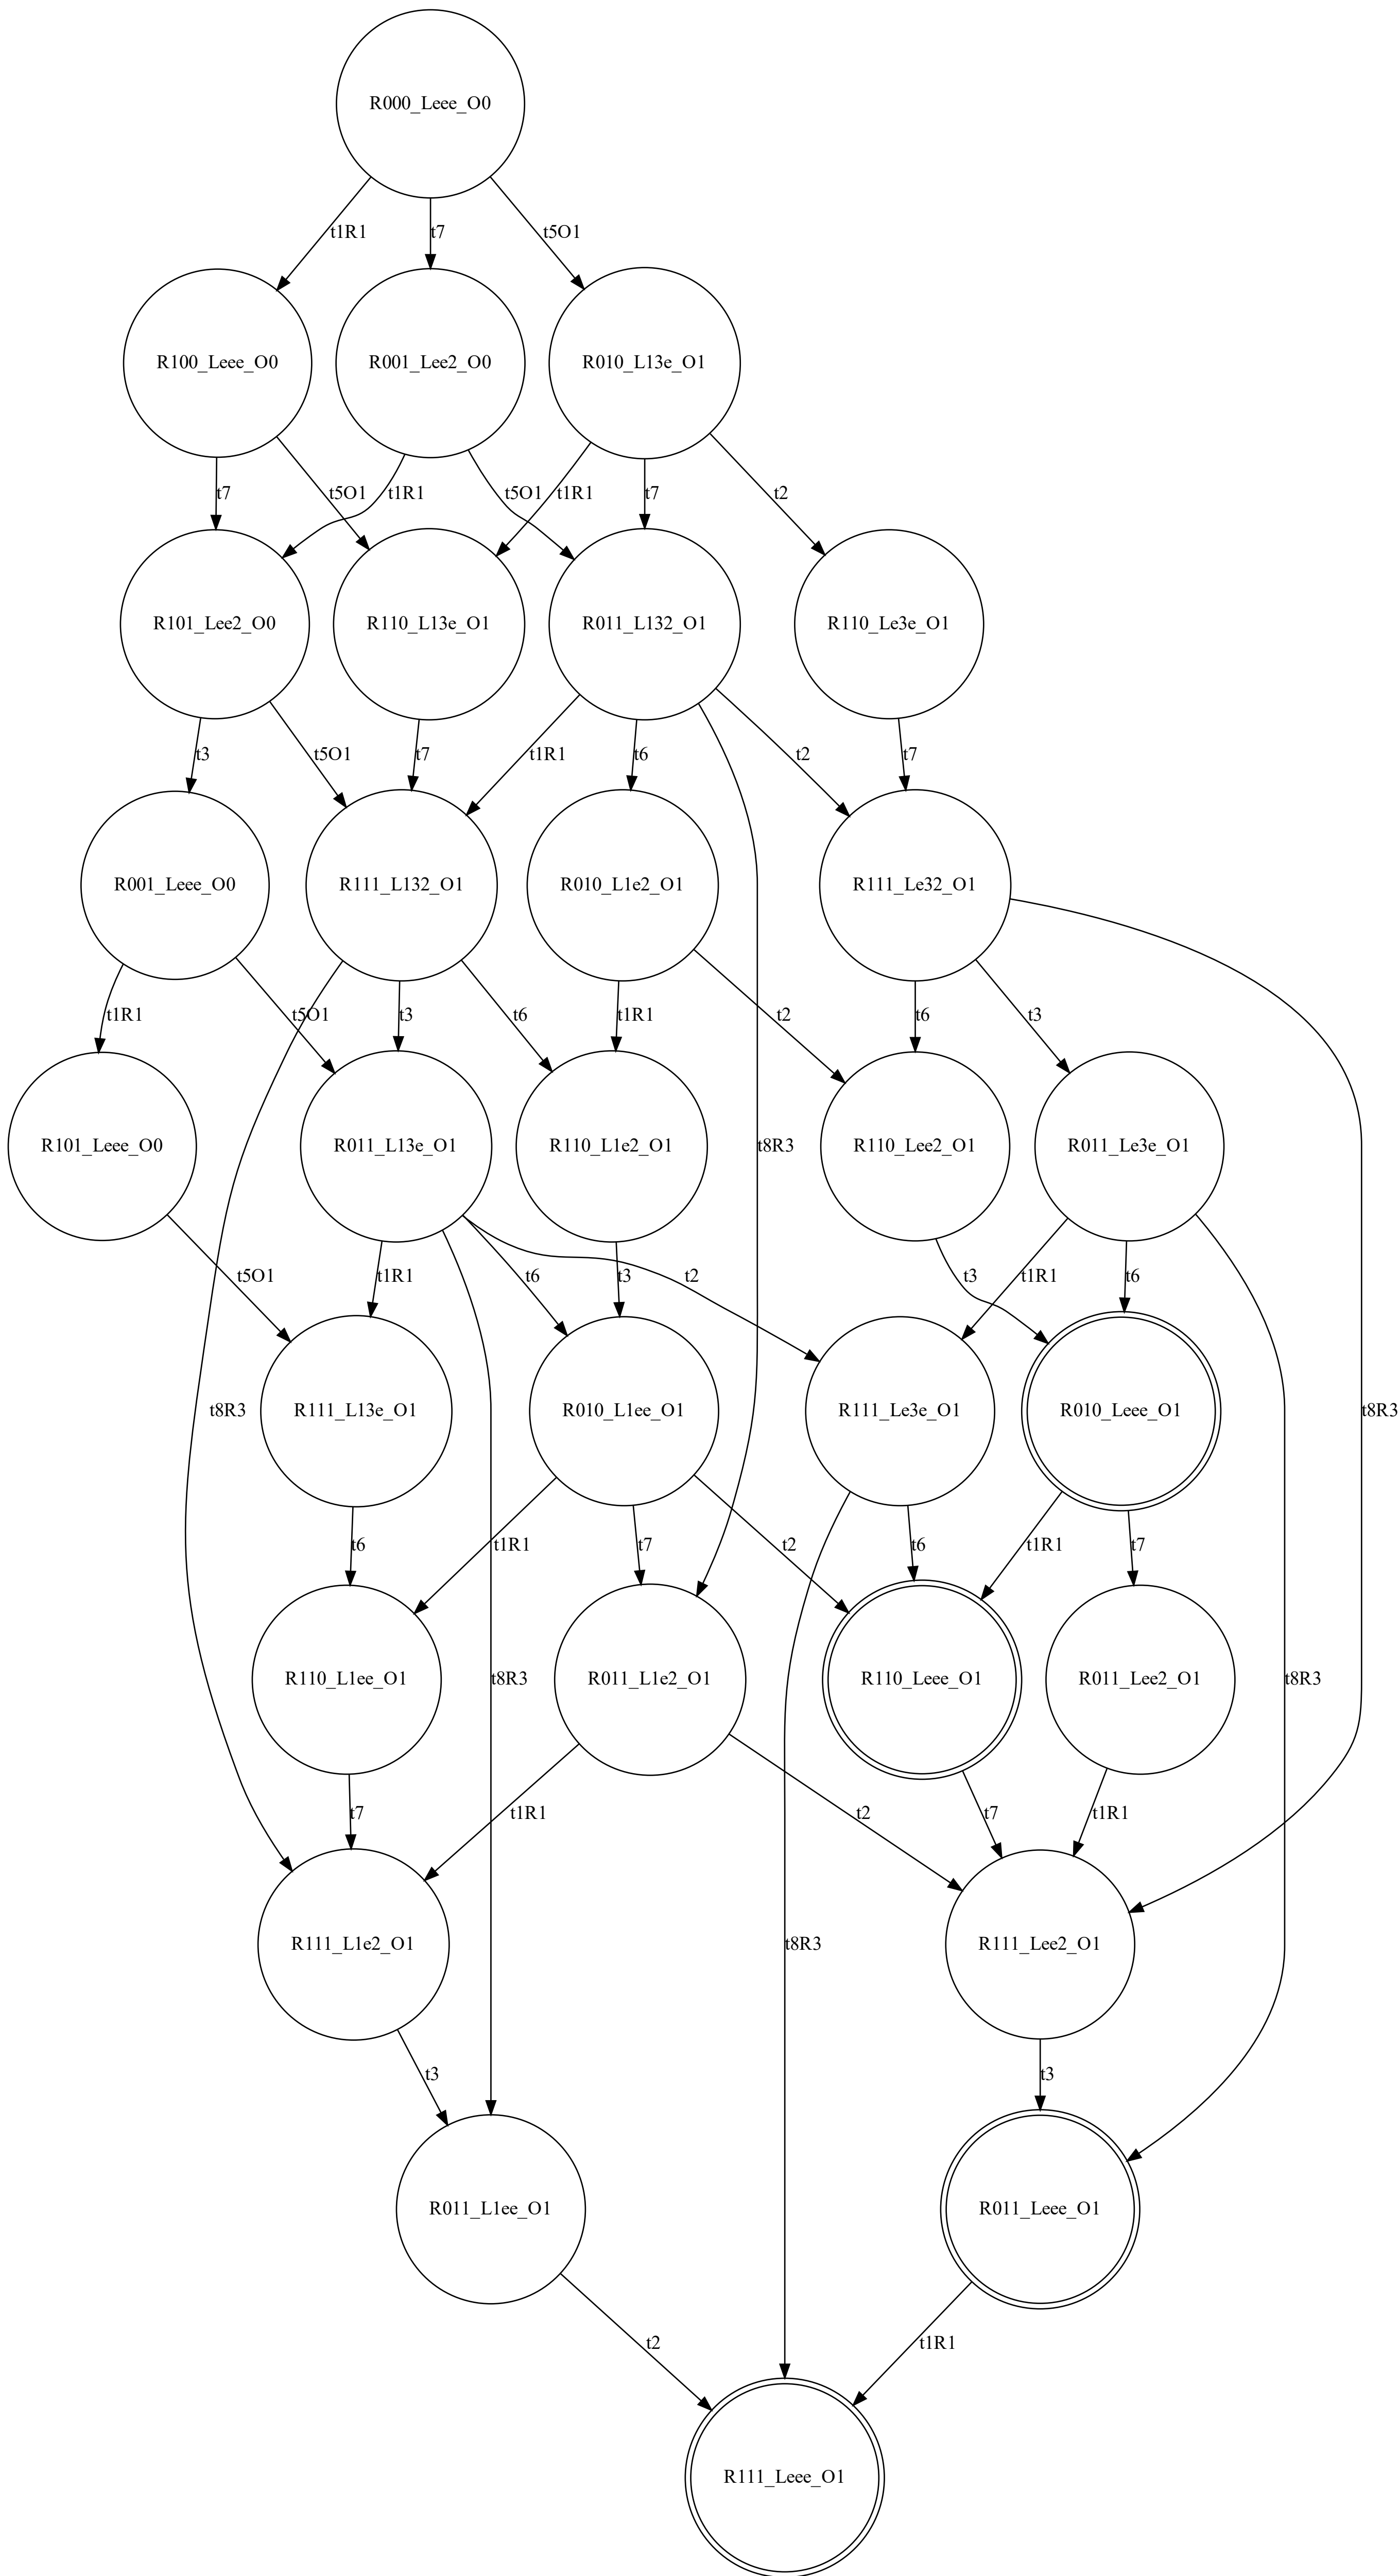 R000_Leee_O0
t1R1
t7
t5O1
R100_Leee_O0
R001_Lee2_O0
R010_L13e_O1
t7
t5O1
t1R1
t5O1
t1R1
t7
t2
R101_Lee2_O0
R110_L13e_O1
R011_L132_O1
R110_Le3e_O1
t3
t5O1
t7
t1R1
t6
t2
t7
R001_Leee_O0
R111_L132_O1
R010_L1e2_O1
R111_Le32_O1
t1R1
t5O1
t3
t6
t1R1
t2
t6
t3
R101_Leee_O0
R011_L13e_O1
R110_L1e2_O1
t8R3
R110_Lee2_O1
R011_Le3e_O1
t5O1
t1R1
t6
t3
t2
t3
t1R1
t6
t8R3
R111_L13e_O1
R010_L1ee_O1
R111_Le3e_O1
R010_Leee_O1
t8R3
t6
t1R1
t7
t2
t6
t1R1
t7
R110_L1ee_O1
t8R3
R011_L1e2_O1
R110_Leee_O1
R011_Lee2_O1
t8R3
t7
t1R1
t2
t7
t1R1
R111_L1e2_O1
t8R3
R111_Lee2_O1
t3
t3
R011_L1ee_O1
R011_Leee_O1
t2
t1R1
R111_Leee_O1